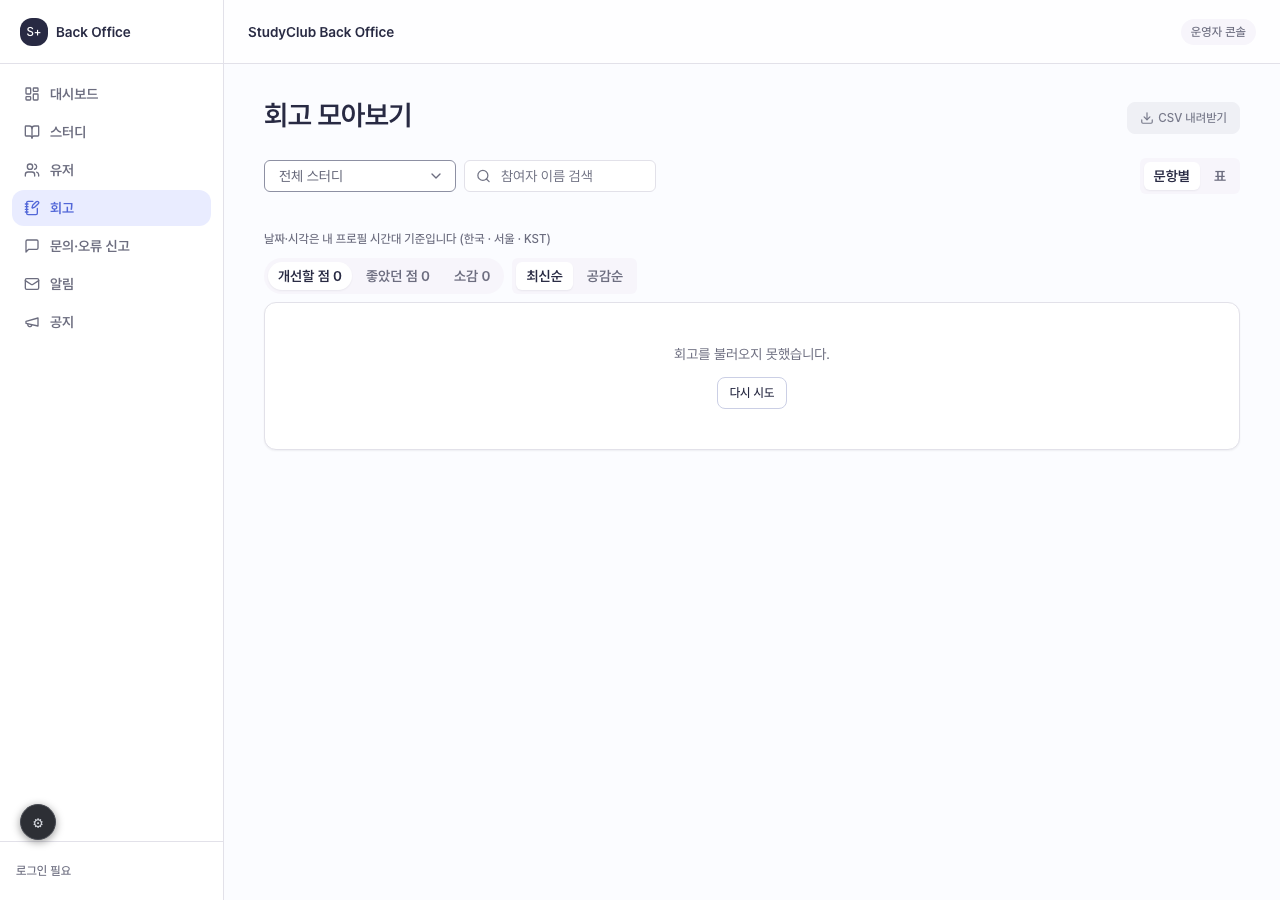 S+ Back Office
StudyClub Back Office
운영자 콘솔
대시보드
스터디
유저
회고
문의·오류 신고
알림
공지
로그인 필요
회고 모아보기
CSV 내려받기
전체 스터디
참여자 이름 검색
문항별 표
날짜·시각은 내 프로필 시간대 기준입니다 (한국 · 서울 · KST)
개선할 점 0 좋았던 점 0 소감 0 최신순 공감순
회고를 불러오지 못했습니다.
다시 시도